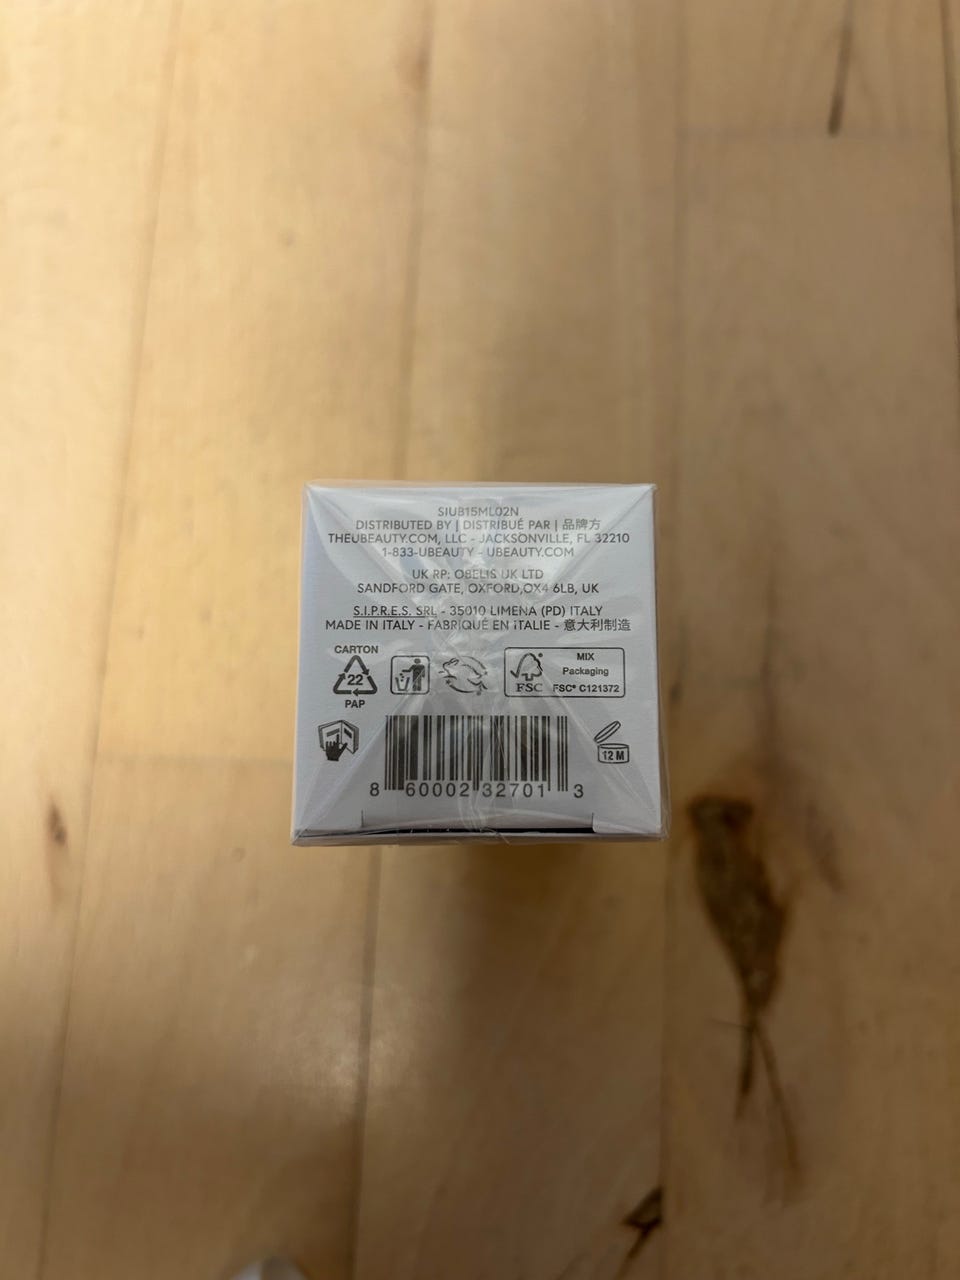 SIUB15ML02N
DISTRIBUTED BY | DISTRIBUÉ PAR | 品牌方
THEUBEAUTY.COM, LLC - JACKSONVILLE, FL 32210
1-833-UBEAUTY - UBEAUTY.COM
UK RP: OBELIS UK LTD
SANDFORD GATE, OXFORD,OX4 6LB, UK
S.I.P.R.E.S. SRL - 35010 LIMENA (PD) ITALY
MADE IN ITALY - FABRIQUÉ EN ITALIE - 意大利制造
CARTON
22
PAP
FSC
MIX
Packaging
FSC® C121372
12 M
8 60002 32701 3